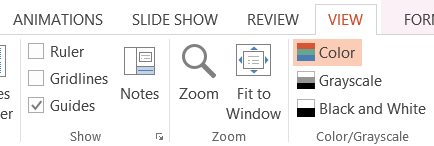 ANIMATIONS SLIDE SHOW REVIEW VIEW FORM
Ruler
Gridlines
Guides
Notes
Show
Zoom
Fit to
Window
Zoom
Color
Grayscale
Black and White
Color/Grayscale